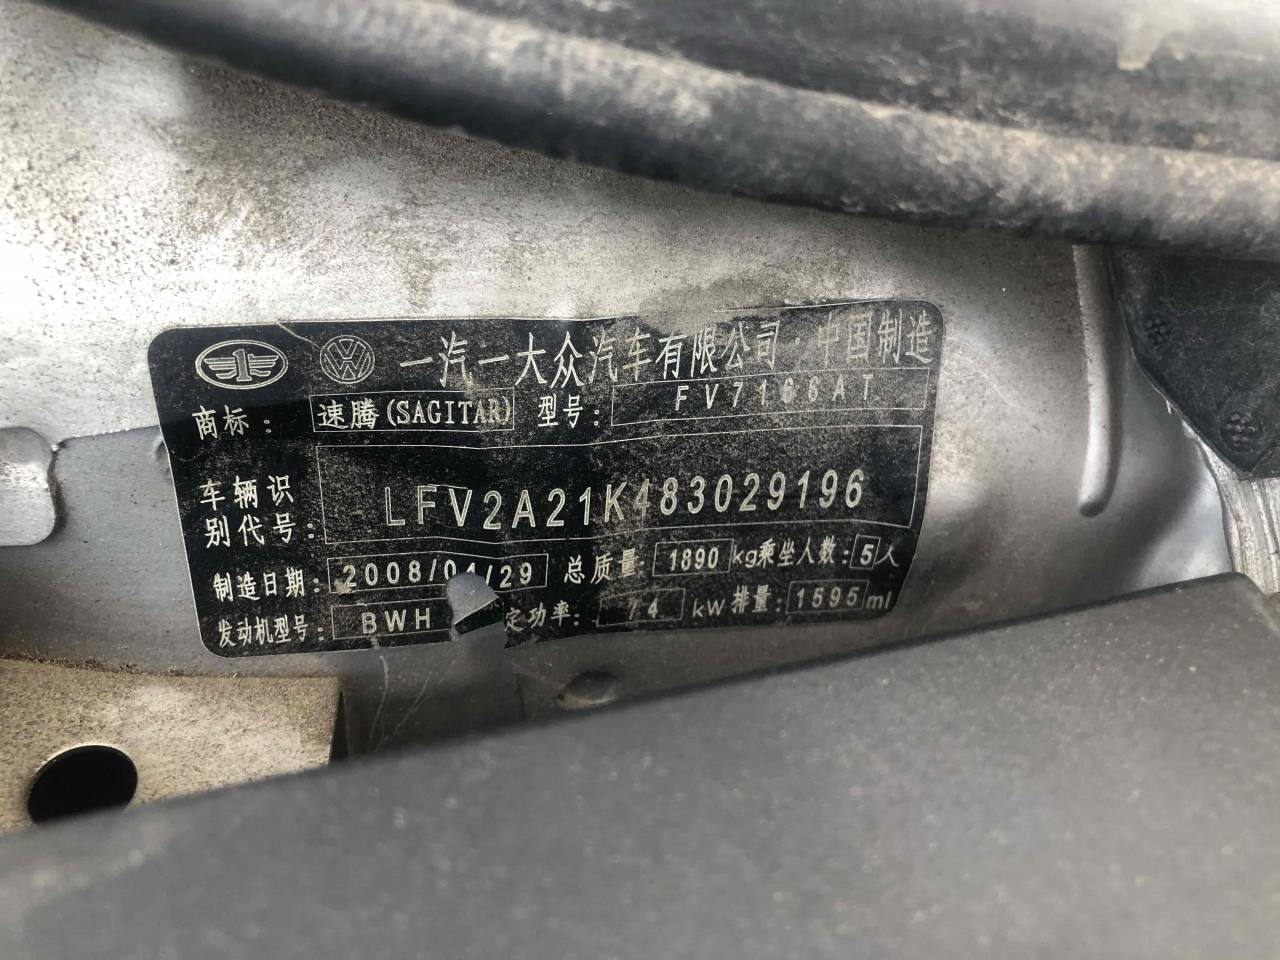 一汽一大众汽车有限公司·中国制造
商标: 速腾(SAGITAR) 型号: FV7166AT
车辆识别代号: LFV2A21K483029196
制造日期: 2008/04/29 总质量 1890 kg 乘坐人数: 5 人
发动机型号: BWH 定功率: 74 kW 排量: 1595 ml